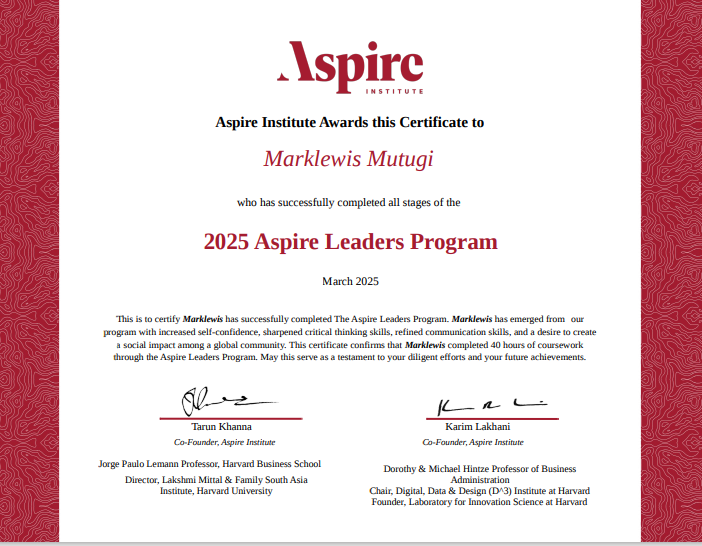 Aspire
INSTITUTE
Aspire Institute Awards this Certificate to
Marklewis Mutugi
who has successfully completed all stages of the
2025 Aspire Leaders Program
March 2025
This is to certify Marklewis has successfully completed The Aspire Leaders Program. Marklewis has emerged from our
program with increased self-confidence, sharpened critical thinking skills, refined communication skills, and a desire to create
a social impact among a global community. This certificate confirms that Marklewis completed 40 hours of coursework
through the Aspire Leaders Program. May this serve as a testament to your diligent efforts and your future achievements.
Tarun Khanna
Co-Founder, Aspire Institute
Jorge Paulo Lemann Professor, Harvard Business School
Director, Lakshmi Mittal & Family South Asia
Institute, Harvard University
Karim Lakhani
Co-Founder, Aspire Institute
Dorothy & Michael Hintze Professor of Business
Administration
Chair, Digital, Data & Design (D^3) Institute at Harvard
Founder, Laboratory for Innovation Science at Harvard